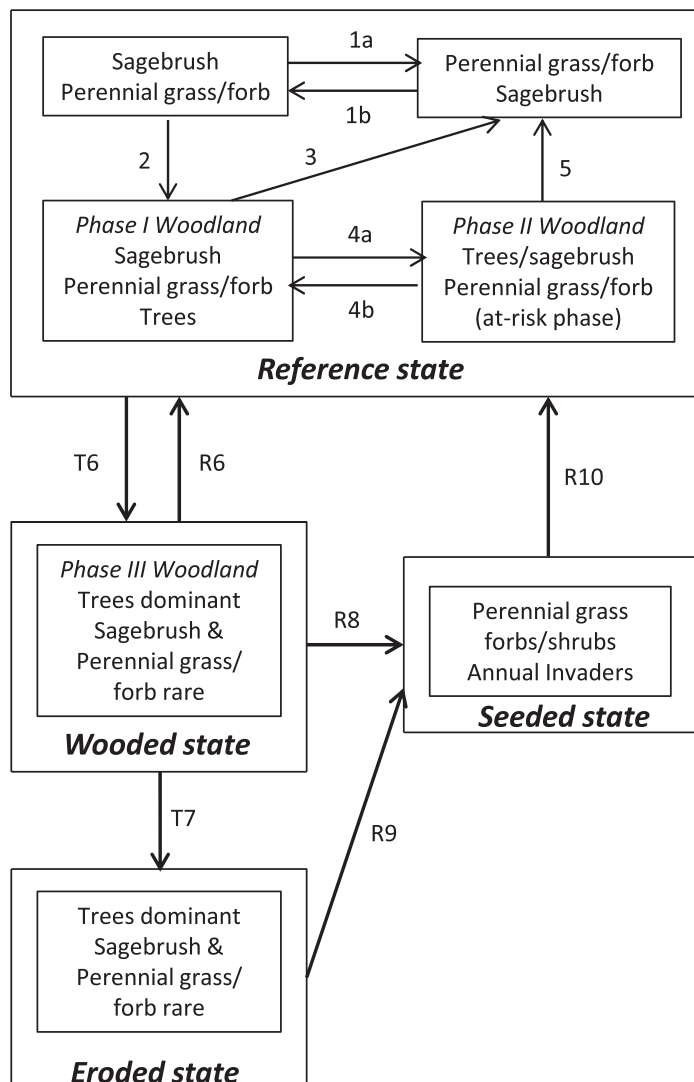 Sagebrush
Perennial grass/forb
1a
1b
Perennial grass/forb
Sagebrush
2
3
5
Phase I Woodland
Sagebrush
Perennial grass/forb
Trees
4a
4b
Phase II Woodland
Trees/sagebrush
Perennial grass/forb
(at-risk phase)
Reference state
T6
R6
R10
Phase III Woodland
Trees dominant
Sagebrush &
Perennial grass/
forb rare
Wooded state
R8
Perennial grass
forbs/shrubs
Annual Invaders
Seeded state
T7
R9
Trees dominant
Sagebrush &
Perennial grass/
forb rare
Eroded state